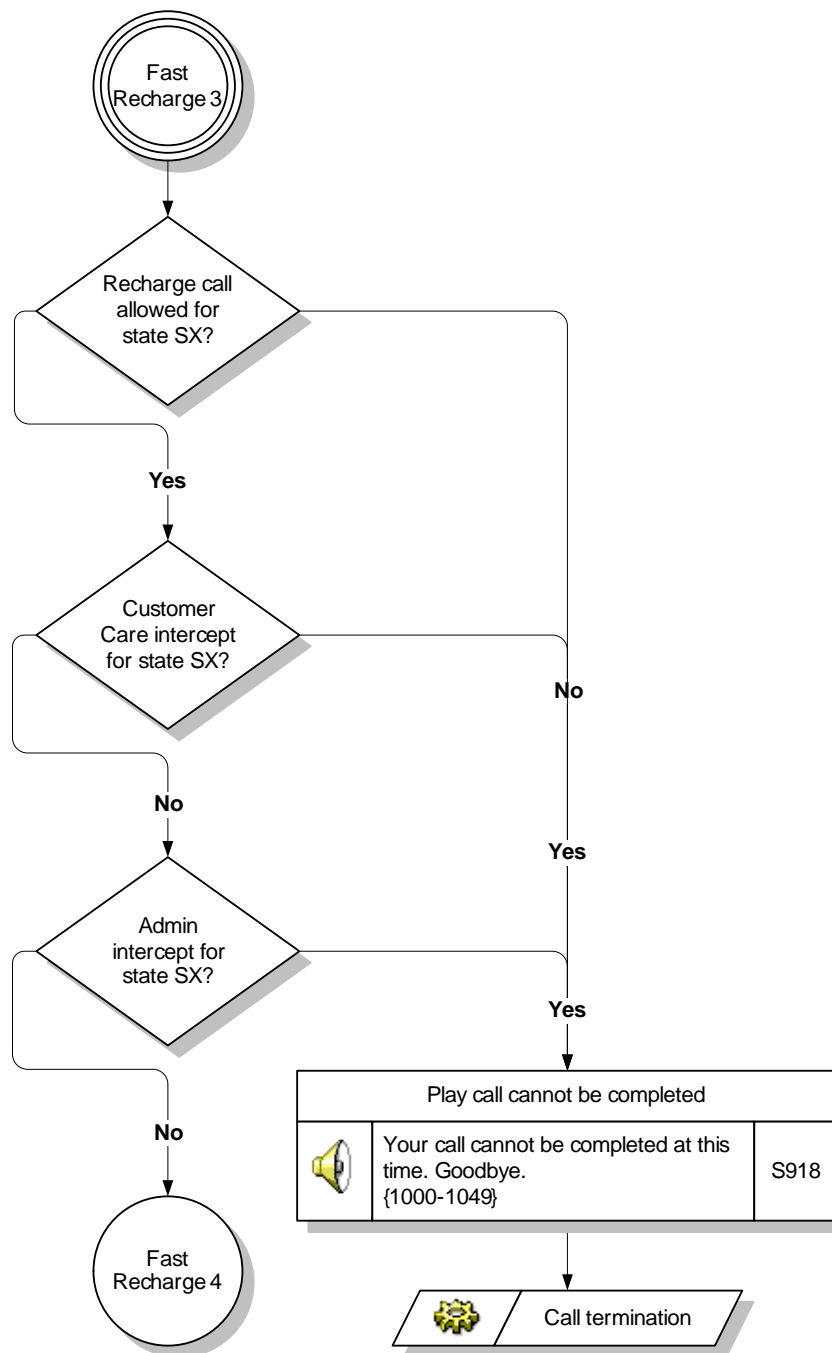 Fast
Recharge 3
Recharge call
allowed for
state SX?
Yes
Customer
Care intercept
for state SX?
No
No
Yes
Admin
intercept for
state SX?
Yes
Play call cannot be completed
Your call cannot be completed at this
time. Goodbye.
{1000-1049}
S918
No
Fast
Recharge 4
Call termination